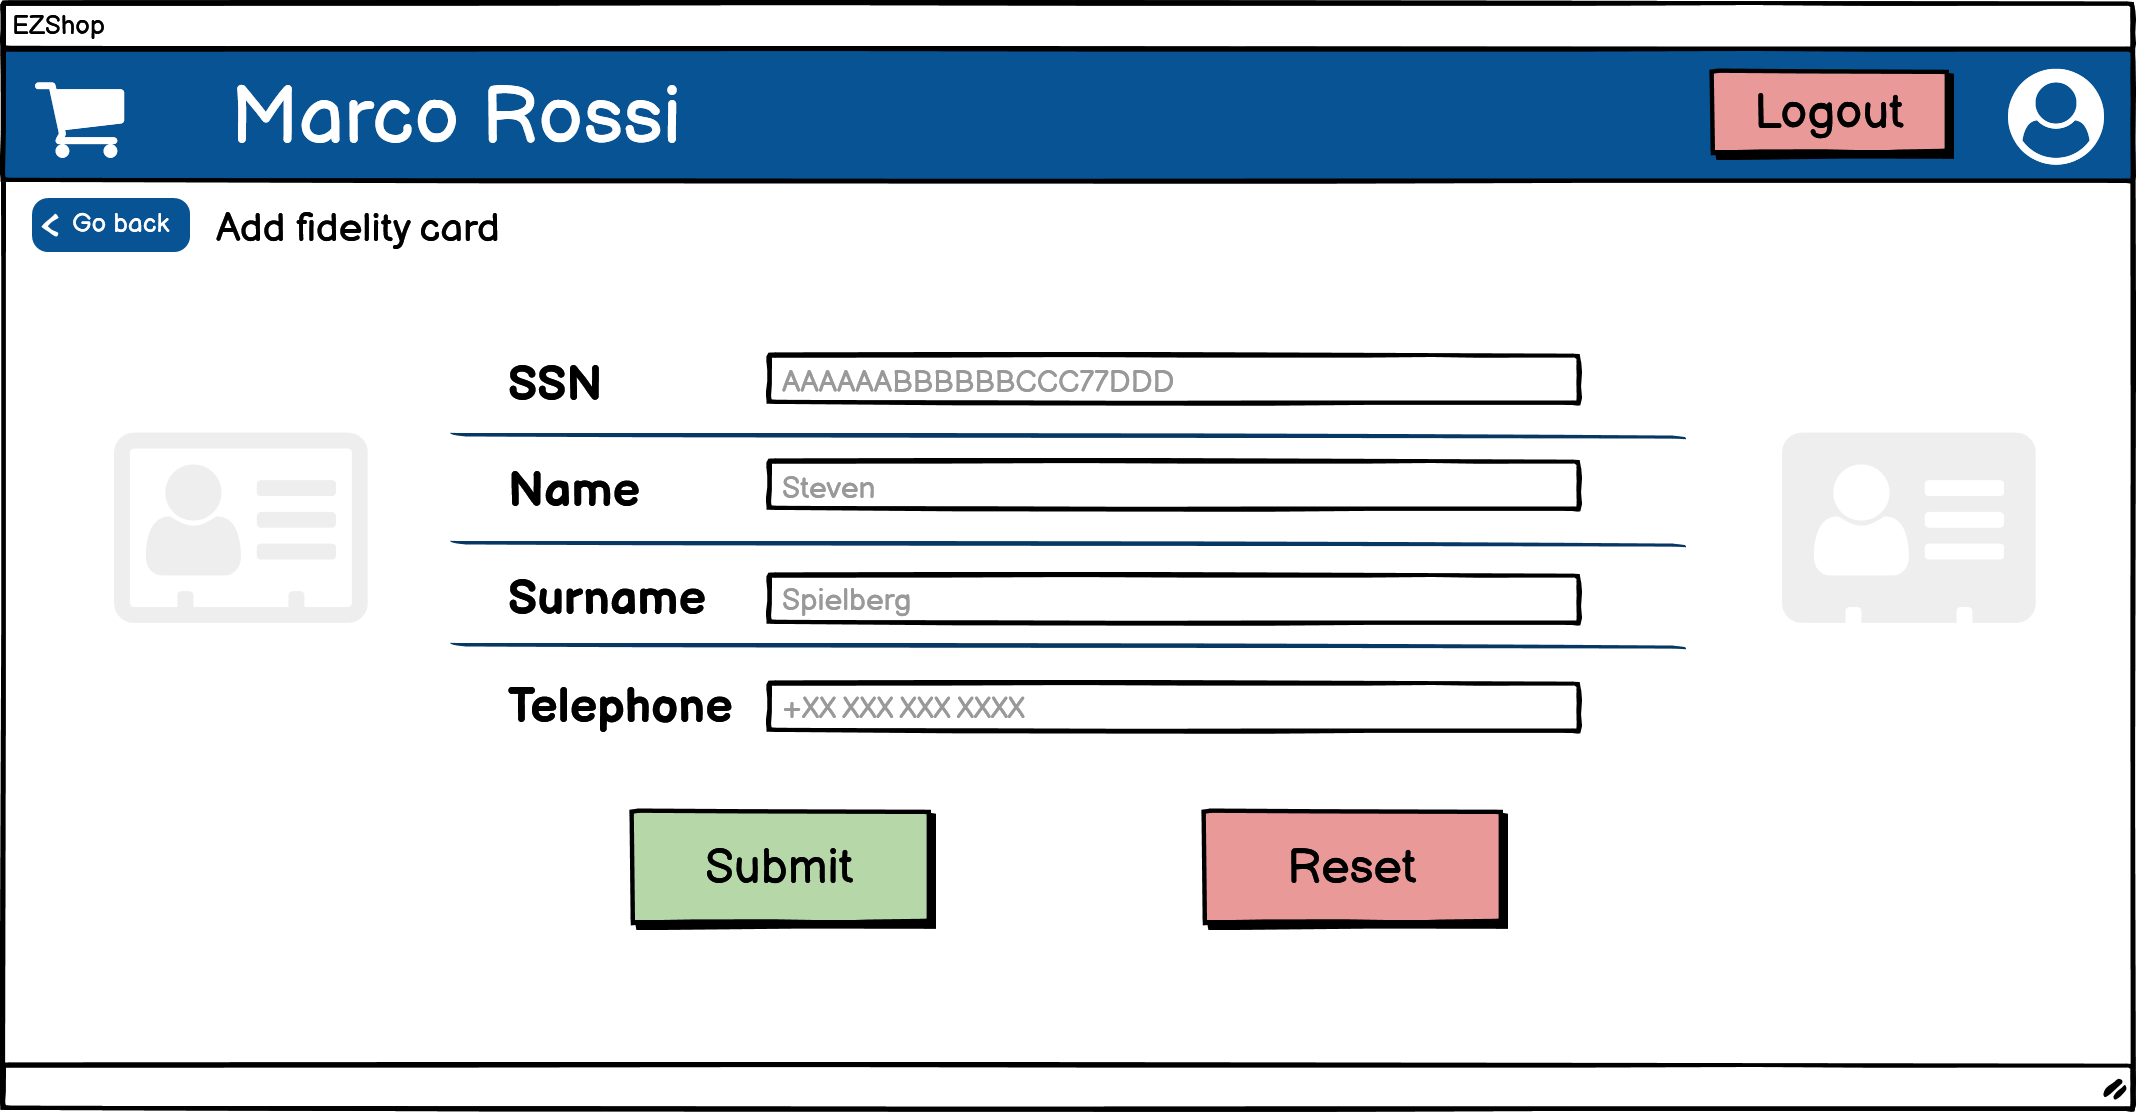 EZShop
Marco Rossi
Logout
Go back
Add fidelity card
SSN
AAAAAABBBBBBCCC77DDD
Name
Steven
Surname
Spielberg
Telephone
+XX XXX XXX XXXX
Submit
Reset